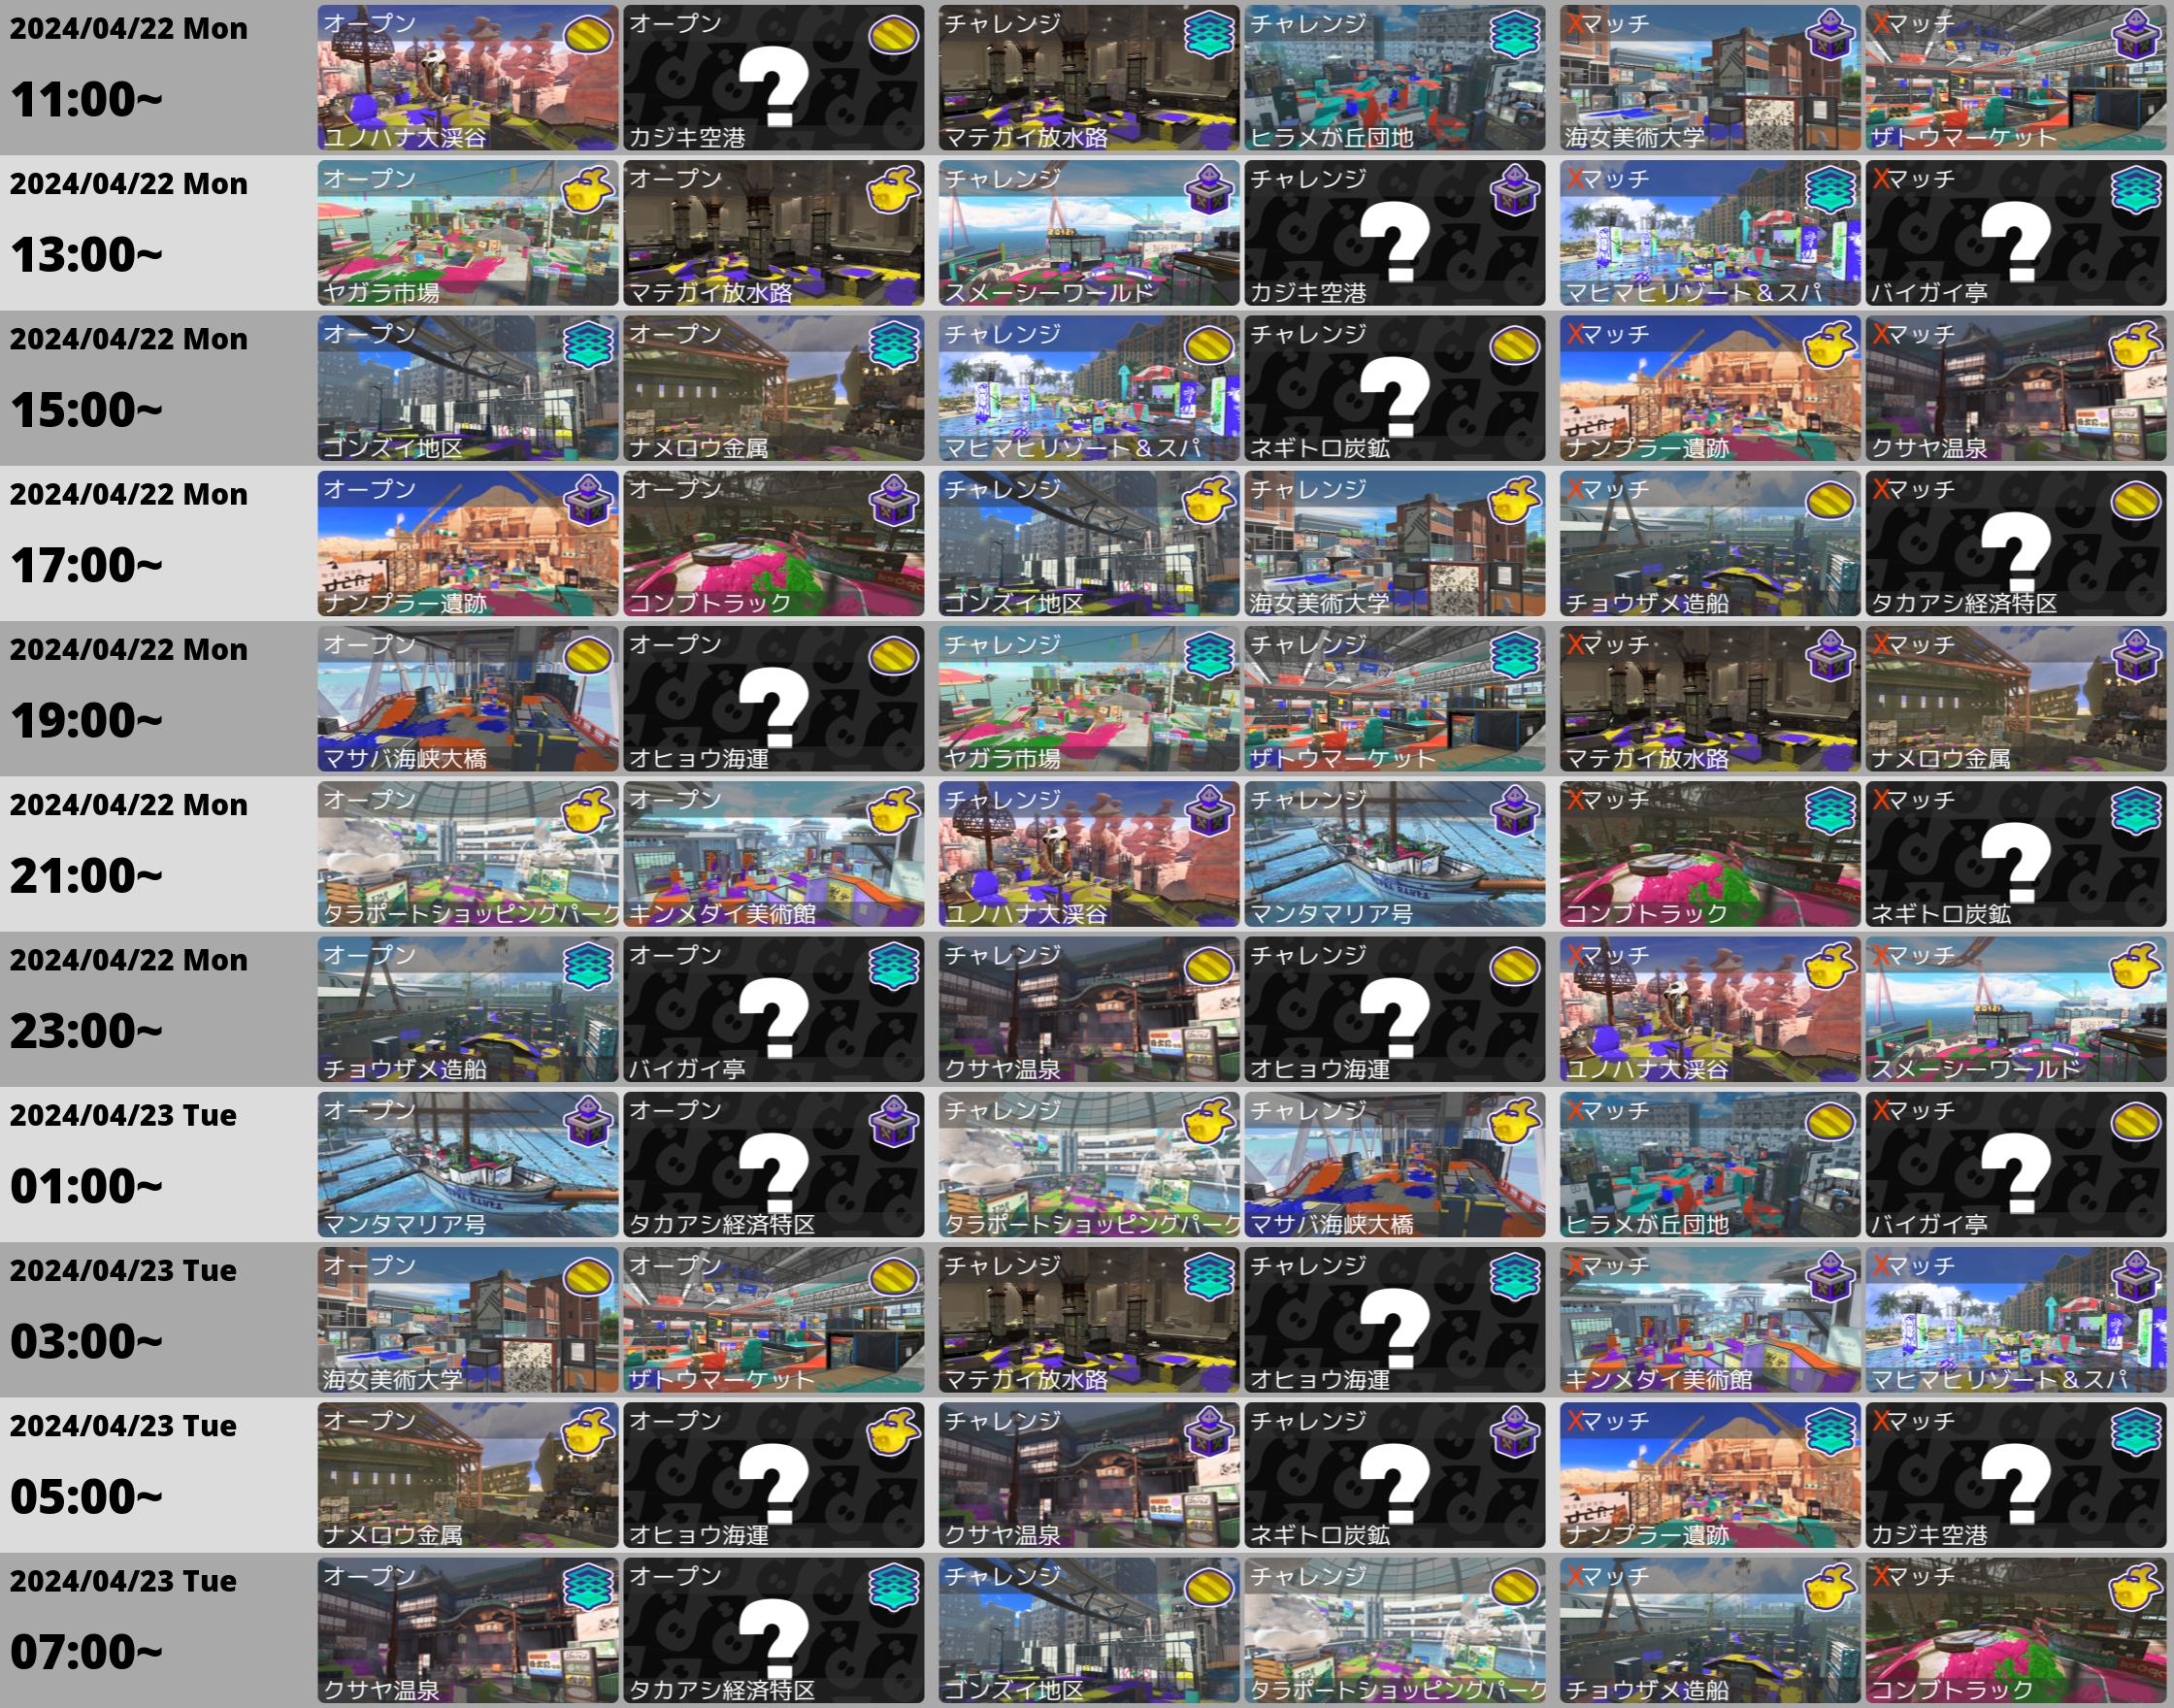 2024/04/22 Mon
11:00~
オープン オープン チャレンジ チャレンジ Xマッチ Xマッチ
ユノハナ大渓谷 カジキ空港 マテガイ放水路 ヒラメが丘団地 海女美術大学 ザトウマーケット
2024/04/22 Mon
13:00~
オープン オープン チャレンジ チャレンジ Xマッチ Xマッチ
ヤガラ市場 マテガイ放水路 スメーシーワールド カジキ空港 マヒマヒリゾート&スパ バイガイ亭
2024/04/22 Mon
15:00~
オープン オープン チャレンジ チャレンジ Xマッチ Xマッチ
ゴンズイ地区 ナメロウ金属 マヒマヒリゾート&スパ ネギトロ炭鉱 ナンプラー遺跡 クサヤ温泉
2024/04/22 Mon
17:00~
オープン オープン チャレンジ チャレンジ Xマッチ Xマッチ
ナンプラー遺跡 コンブトラック ゴンズイ地区 海女美術大学 チョウザメ造船 タカアシ経済特区
2024/04/22 Mon
19:00~
オープン オープン チャレンジ チャレンジ Xマッチ Xマッチ
マサバ海峡大橋 オヒョウ海運 ヤガラ市場 ザトウマーケット マテガイ放水路 ナメロウ金属
2024/04/22 Mon
21:00~
オープン オープン チャレンジ チャレンジ Xマッチ Xマッチ
タラポートショッピングパーク キンメダイ美術館 ユノハナ大渓谷 マンタマリア号 コンブトラック ネギトロ炭鉱
2024/04/22 Mon
23:00~
オープン オープン チャレンジ チャレンジ Xマッチ Xマッチ
チョウザメ造船 バイガイ亭 クサヤ温泉 オヒョウ海運 ユノハナ大渓谷 スメーシーワールド
2024/04/23 Tue
01:00~
オープン オープン チャレンジ チャレンジ Xマッチ Xマッチ
マンタマリア号 タカアシ経済特区 タラポートショッピングパーク マサバ海峡大橋 ヒラメが丘団地 バイガイ亭
2024/04/23 Tue
03:00~
オープン オープン チャレンジ チャレンジ Xマッチ Xマッチ
海女美術大学 ザトウマーケット マテガイ放水路 オヒョウ海運 キンメダイ美術館 マヒマヒリゾート&スパ
2024/04/23 Tue
05:00~
オープン オープン チャレンジ チャレンジ Xマッチ Xマッチ
ナメロウ金属 オヒョウ海運 クサヤ温泉 ネギトロ炭鉱 ナンプラー遺跡 カジキ空港
2024/04/23 Tue
07:00~
オープン オープン チャレンジ チャレンジ Xマッチ Xマッチ
クサヤ温泉 タカアシ経済特区 ゴンズイ地区 タラポートショッピングパーク チョウザメ造船 コンブトラック